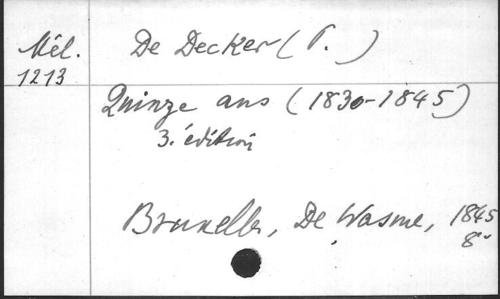 Mél.
1213
De Decker (P.)
Quinze ans (1830-1845)
3. édition
Bruxelles, De Wasme, 1845
8°